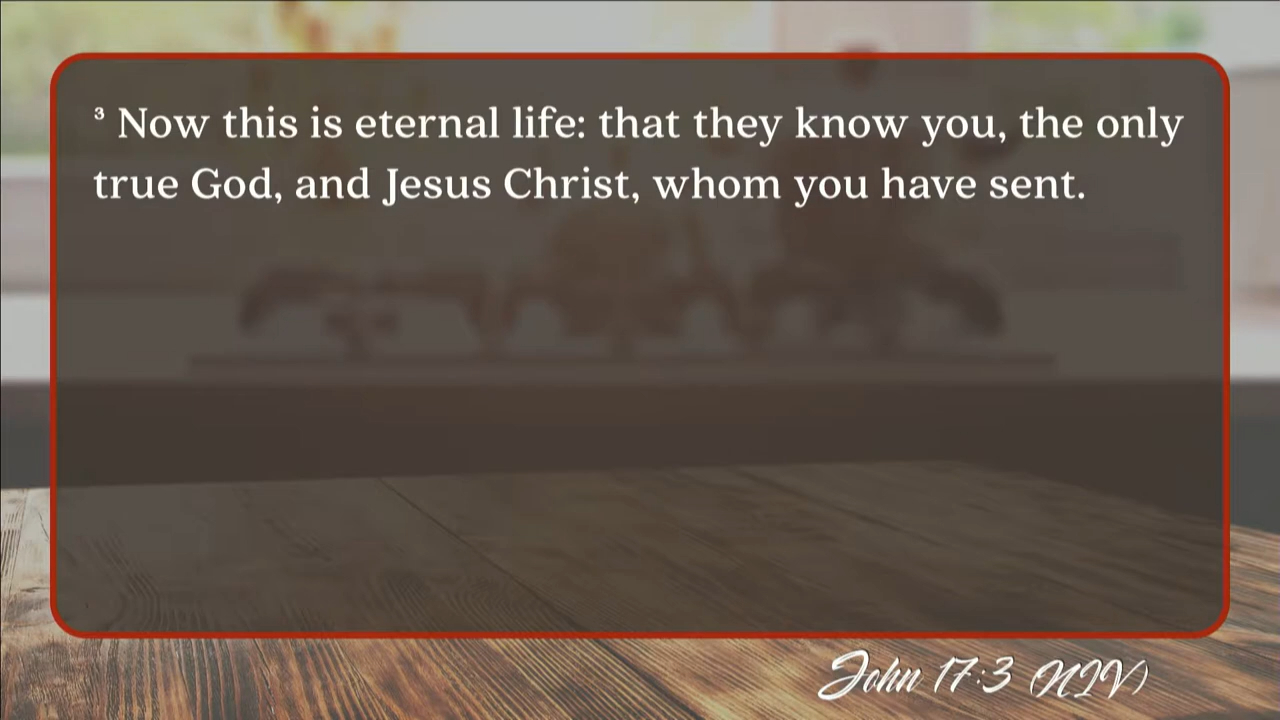 ³ Now this is eternal life: that they know you, the only
true God, and Jesus Christ, whom you have sent.
John 17:3 (NIV)